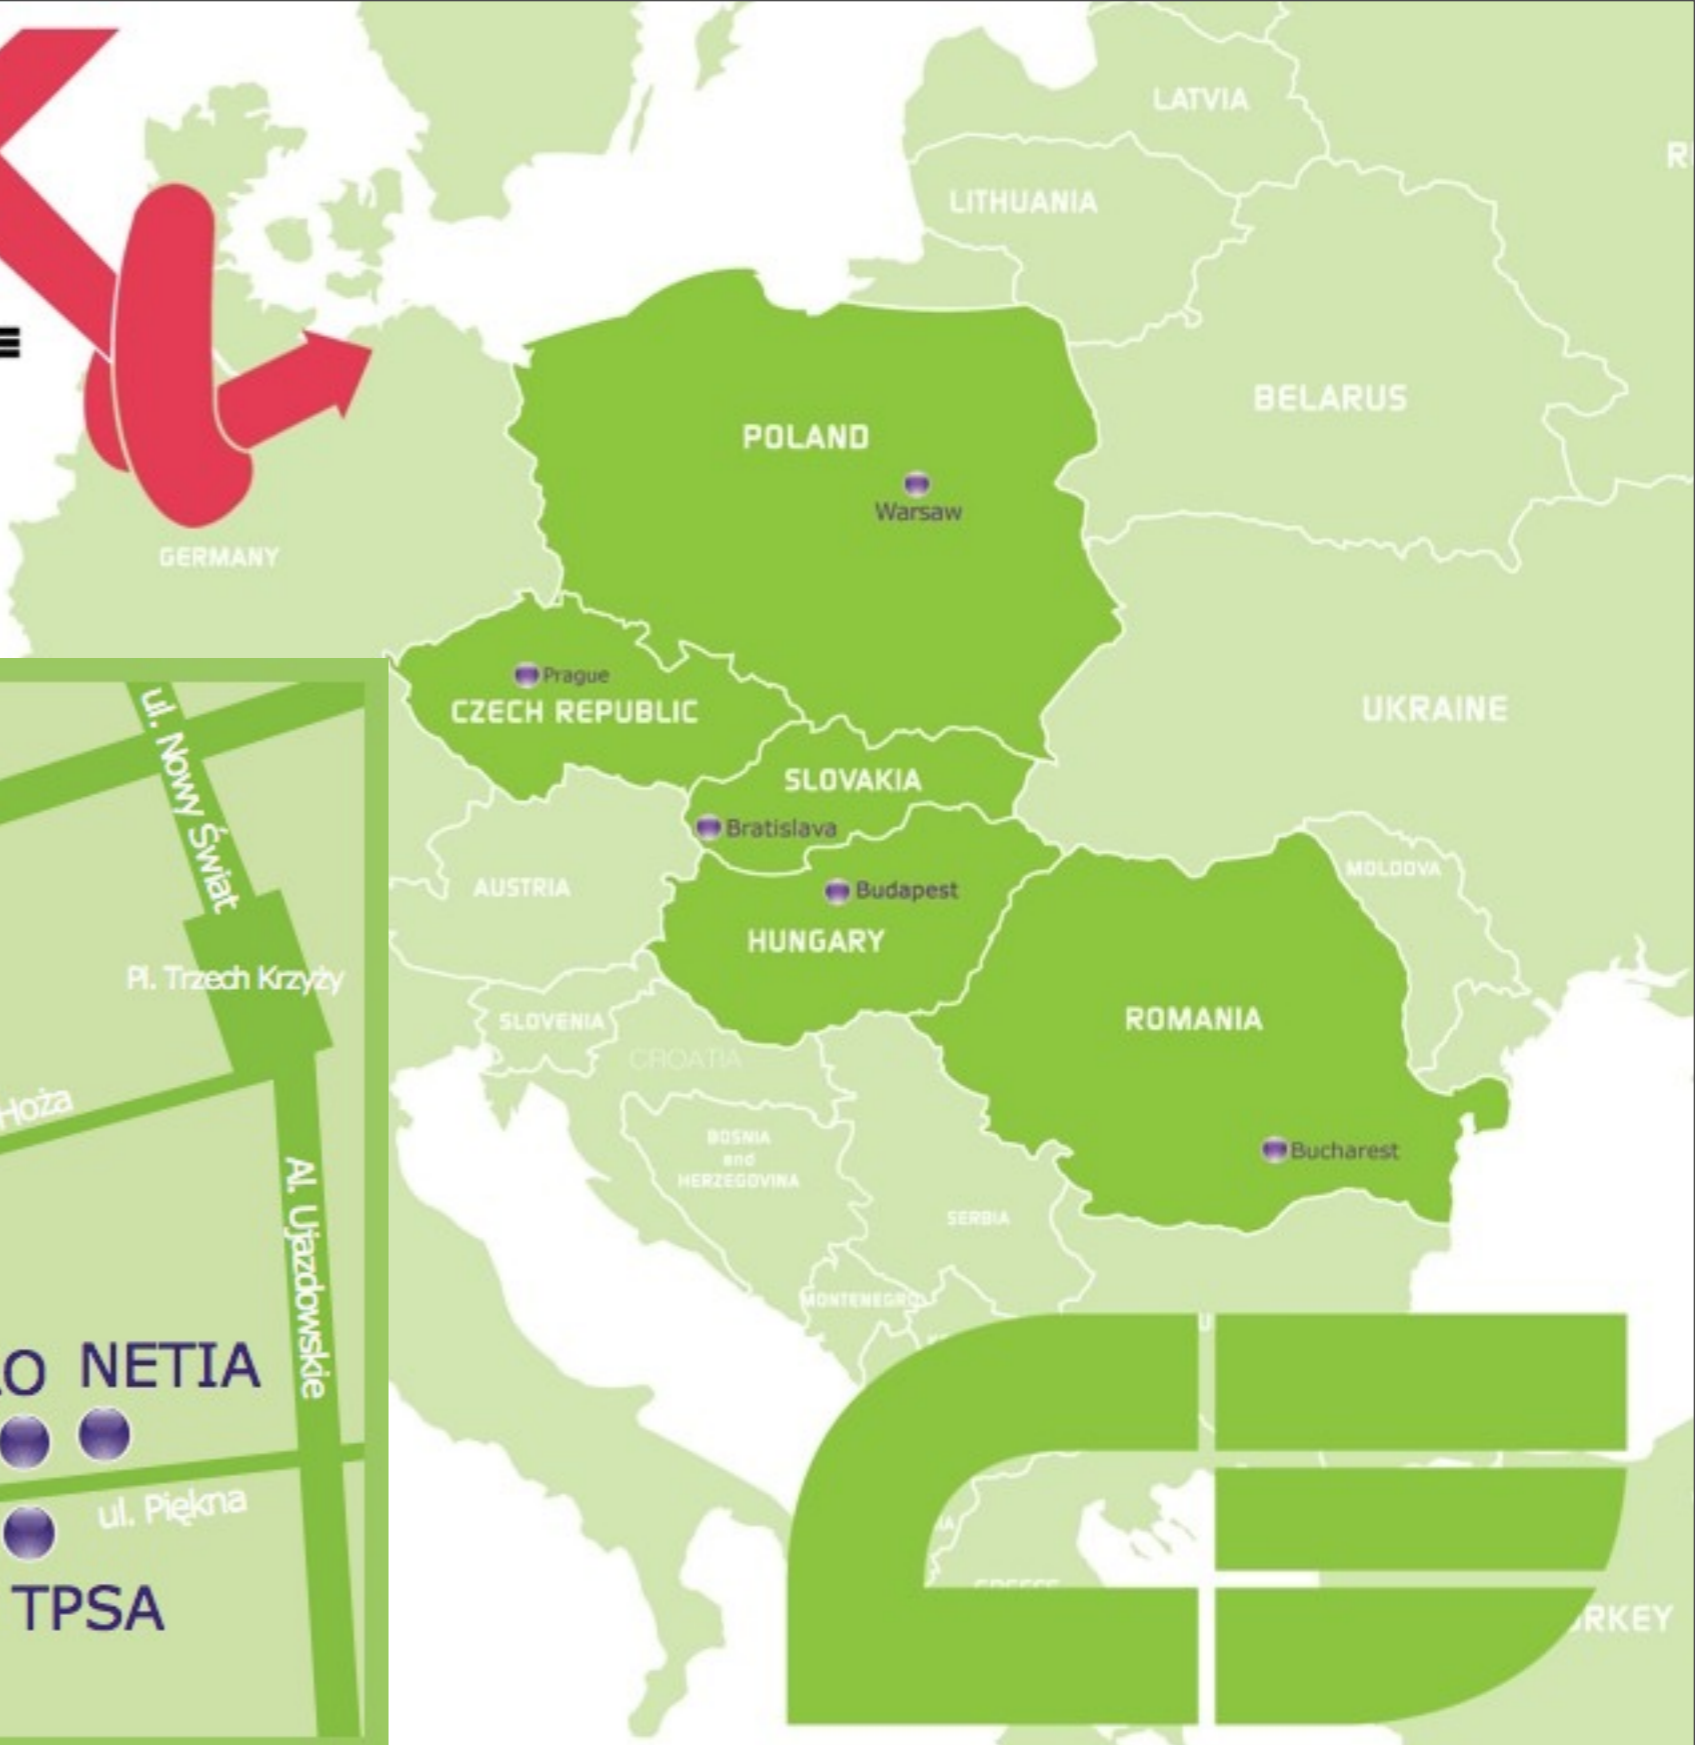 LATVIA
LITHUANIA
BELARUS
POLAND
Warsaw
GERMANY
Prague
CZECH REPUBLIC
UKRAINE
SLOVAKIA
Bratislava
MOLDOVA
AUSTRIA
Budapest
HUNGARY
SLOVENIA
ROMANIA
CROATIA
BOSNIA
and
HERZEGOVINA
Bucharest
SERBIA
MONTENEGRO
GREECE
ul. Nowy Świat
Pl. Trzech Krzyży
Hoża
Al. Ujazdowskie
NETIA
ul. Piękna
TPSA